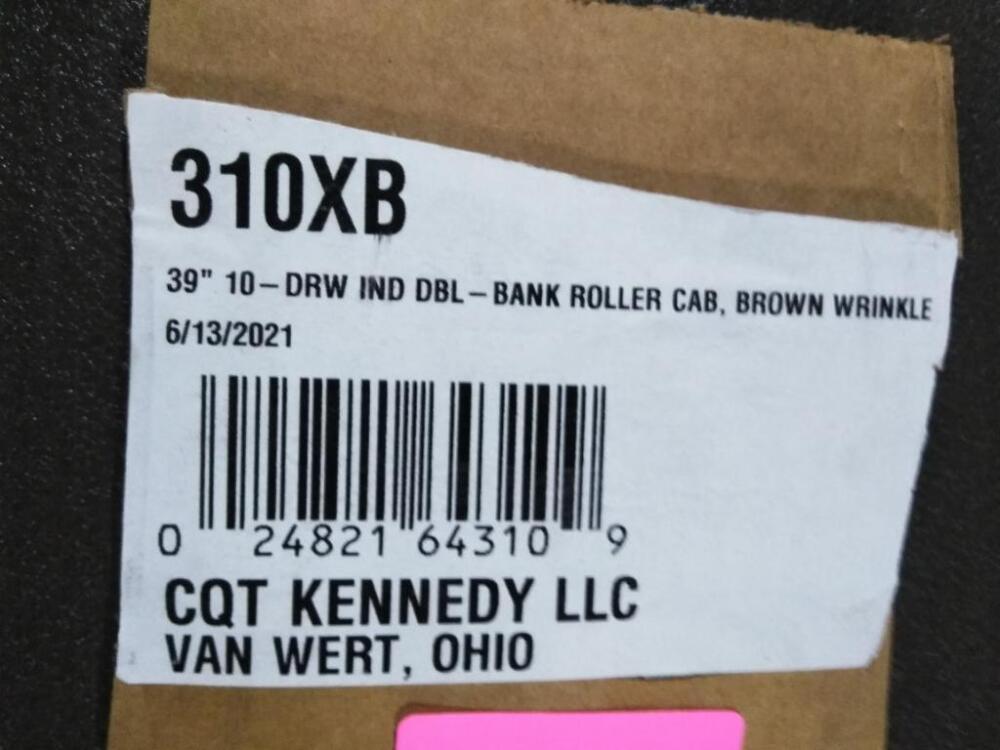 310XB
39" 10-DRW IND DBL-BANK ROLLER CAB, BROWN WRINKLE
6/13/2021
0 24821 64310 9
CQT KENNEDY LLC
VAN WERT, OHIO